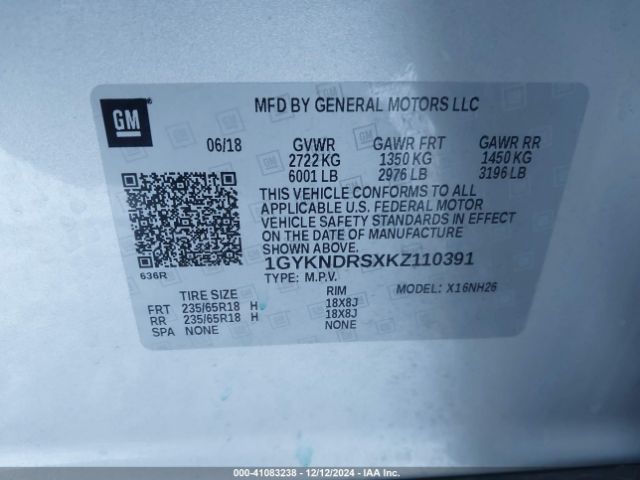 GM
MFD BY GENERAL MOTORS LLC
06/18 GVWR GAWR FRT GAWR RR
2722 KG 1350 KG 1450 KG
6001 LB 2976 LB 3196 LB
THIS VEHICLE CONFORMS TO ALL
APPLICABLE U.S. FEDERAL MOTOR
VEHICLE SAFETY STANDARDS IN EFFECT
ON THE DATE OF MANUFACTURE
SHOWN ABOVE.
1GYKNDRSXKZ110391
636R
TYPE: M.P.V. MODEL: X16NH26
TIRE SIZE RIM
FRT 235/65R18 H 18X8J
RR 235/65R18 H 18X8J
SPA NONE NONE
000-41083238 - 12/12/2024 - IAAI.COM